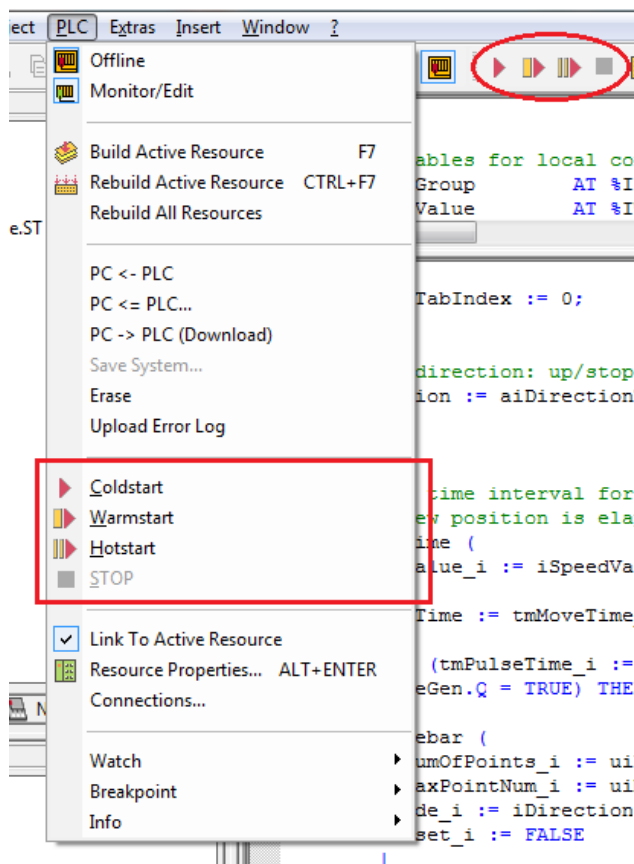 ect PLC Extras Insert Window ?
Offline
Monitor/Edit
Build Active Resource F7
Rebuild Active Resource CTRL+F7
Rebuild All Resources
PC <- PLC
PC <= PLC...
PC -> PLC (Download)
Save System...
Erase
Upload Error Log
Coldstart
Warmstart
Hotstart
STOP
Link To Active Resource
Resource Properties... ALT+ENTER
Connections...
Watch
Breakpoint
Info
e.ST
N
ables for local co
Group AT %I
Value AT %I
TabIndex := 0;
direction: up/stop
ion := aiDirection
time interval for
ew position is ela
ime (
alue_i := iSpeedVa
Time := tmMoveTime
(tmPulseTime_i :=
eGen.Q = TRUE) THE
ebar (
umOfPoints_i := ui
axPointNum_i := ui
de_i := iDirection
set_i := FALSE